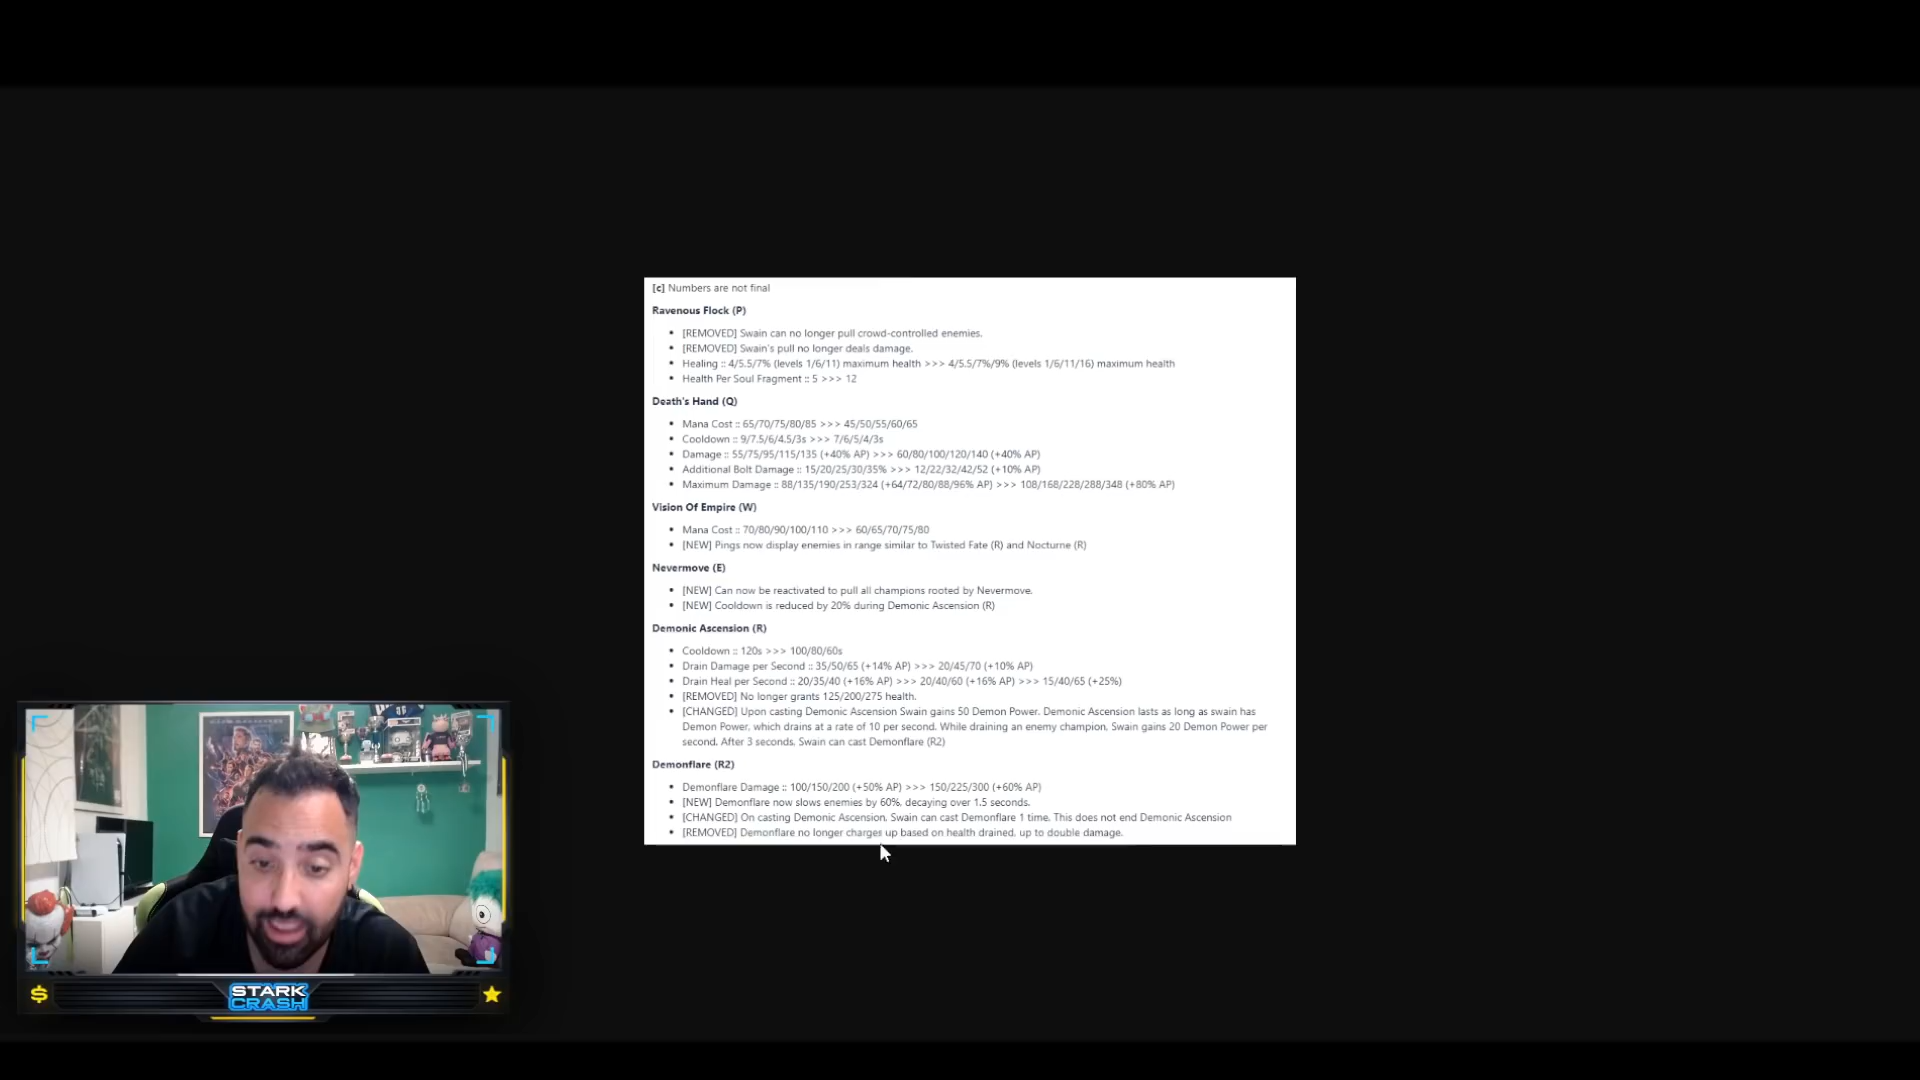 [c] Numbers are not final
Ravenous Flock (P)
• [REMOVED] Swain can no longer pull crowd-controlled enemies.
• [REMOVED] Swain's pull no longer deals damage.
• Healing :: 4/5.5/7% (levels 1/6/11) maximum health >>> 4/5.5/7%/9% (levels 1/6/11/16) maximum health
• Health Per Soul Fragment :: 5 >>> 12
Death's Hand (Q)
• Mana Cost :: 65/70/75/80/85 >>> 45/50/55/60/65
• Cooldown :: 9/7.5/6/4.5/3s >>> 7/6/5/4/3s
• Damage :: 55/75/95/115/135 (+40% AP) >>> 60/80/100/120/140 (+40% AP)
• Additional Bolt Damage :: 15/20/25/30/35% >>> 12/22/32/42/52 (+10% AP)
• Maximum Damage :: 88/135/190/253/324 (+64/72/80/88/96% AP) >>> 108/168/228/288/348 (+80% AP)
Vision Of Empire (W)
• Mana Cost :: 70/80/90/100/110 >>> 60/65/70/75/80
• [NEW] Pings now display enemies in range similar to Twisted Fate (R) and Nocturne (R)
Nevermove (E)
• [NEW] Can now be reactivated to pull all champions rooted by Nevermove.
• [NEW] Cooldown is reduced by 20% during Demonic Ascension (R)
Demonic Ascension (R)
• Cooldown :: 120s >>> 100/80/60s
• Drain Damage per Second :: 35/50/65 (+14% AP) >>> 20/45/70 (+10% AP)
• Drain Heal per Second :: 20/35/40 (+16% AP) >>> 20/40/60 (+16% AP) >>> 15/40/65 (+25%)
• [REMOVED] No longer grants 125/200/275 health.
• [CHANGED] Upon casting Demonic Ascension Swain gains 50 Demon Power. Demonic Ascension lasts as long as swain has
Demon Power, which drains at a rate of 10 per second. While draining an enemy champion, Swain gains 20 Demon Power per
second. After 3 seconds, Swain can cast Demonflare (R2)
Demonflare (R2)
• Demonflare Damage :: 100/150/200 (+50% AP) >>> 150/225/300 (+60% AP)
• [NEW] Demonflare now slows enemies by 60%, decaying over 1.5 seconds.
• [CHANGED] On casting Demonic Ascension, Swain can cast Demonflare 1 time. This does not end Demonic Ascension
• [REMOVED] Demonflare no longer charges up based on health drained, up to double damage.
$
STARK
CRASH